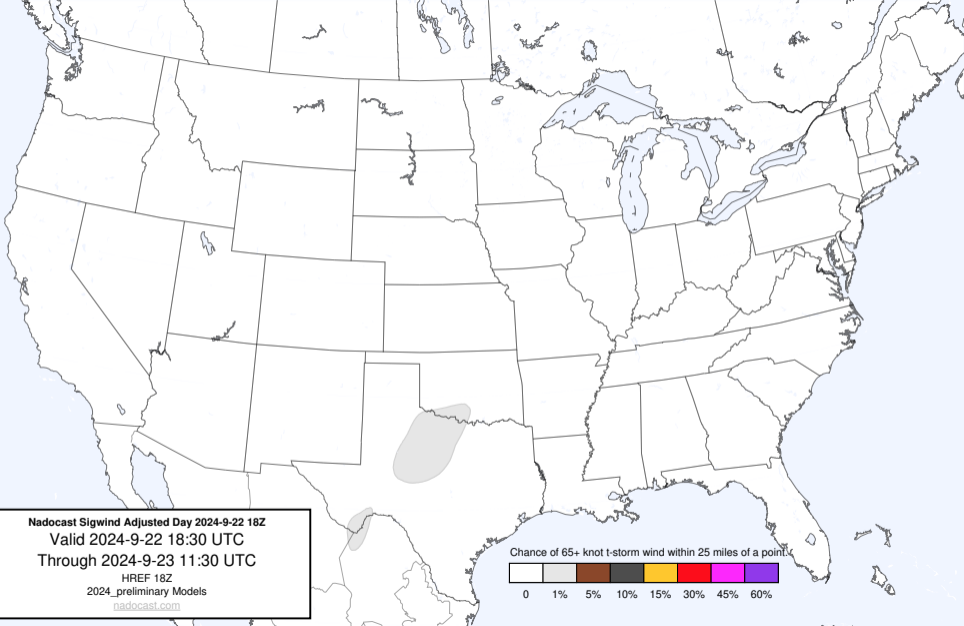 Nadocast Sigwind Adjusted Day 2024-9-22 18Z
Valid 2024-9-22 18:30 UTC
Through 2024-9-23 11:30 UTC
HREF 18Z
2024_preliminary Models
nadocast.com
Chance of 65+ knot t-storm wind within 25 miles of a point.
0 1% 5% 10% 15% 30% 45% 60%